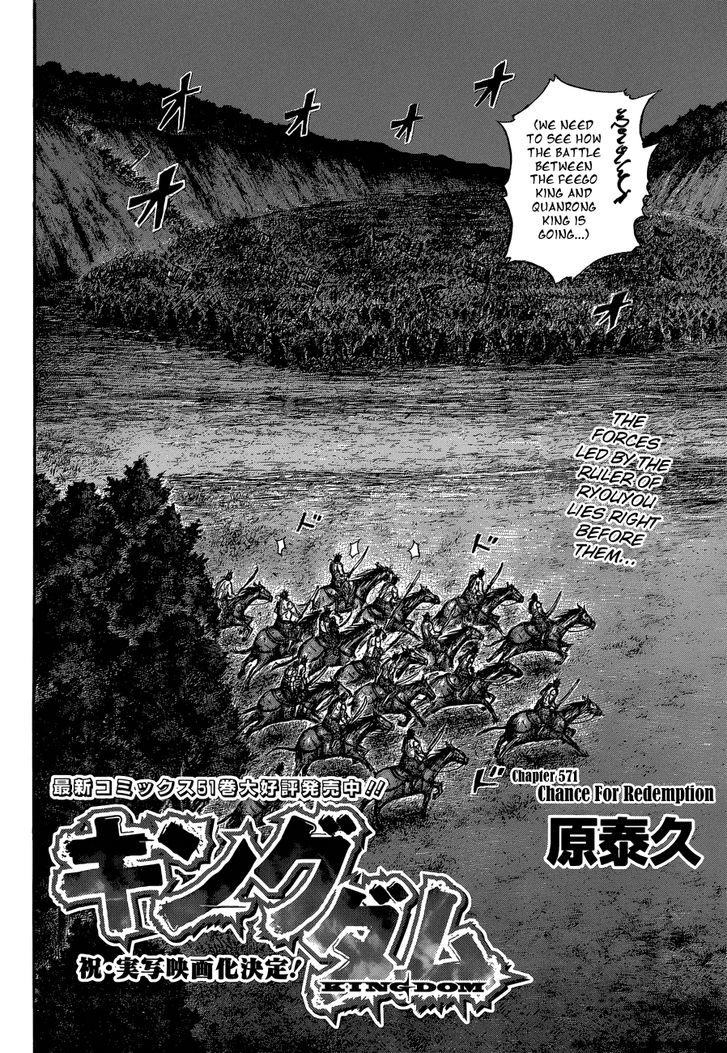 オ
オ
オ
オ
オ
オ
(WE NEED
TO SEE HOW
THE BATTLE
BETWEEN
THE FEEGO
KING AND
QUANRONG
KING IS
GOING...)
THE
FORCES
LED BY THE
RULER OF
RYOUYOU
LIES RIGHT
BEFORE
THEM...
ド
ド
ド
Chapter 571
Chance For Redemption
原泰久
最新コミックス51巻大好評発売中!!
キングダム
KINGDOM
祝・実写映画化決定!